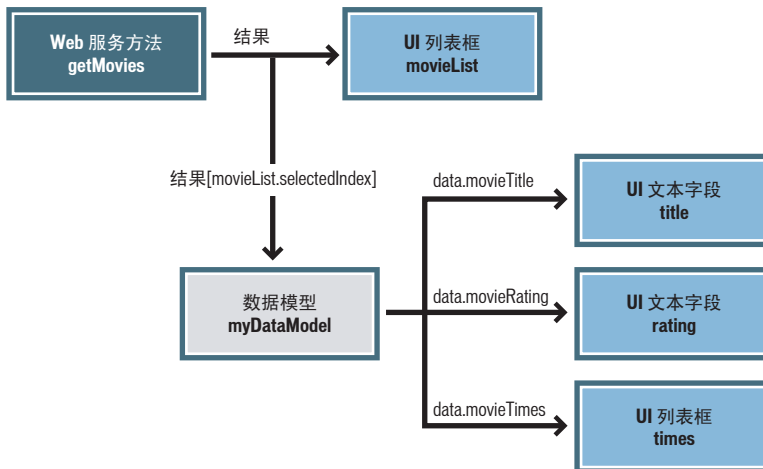 Web 服务方法
getMovies
结果
UI 列表框
movieList
结果[movieList.selectedIndex]
data.movieTitle
UI 文本字段
title
数据模型
myDataModel
data.movieRating
UI 文本字段
rating
data.movieTimes
UI 列表框
times